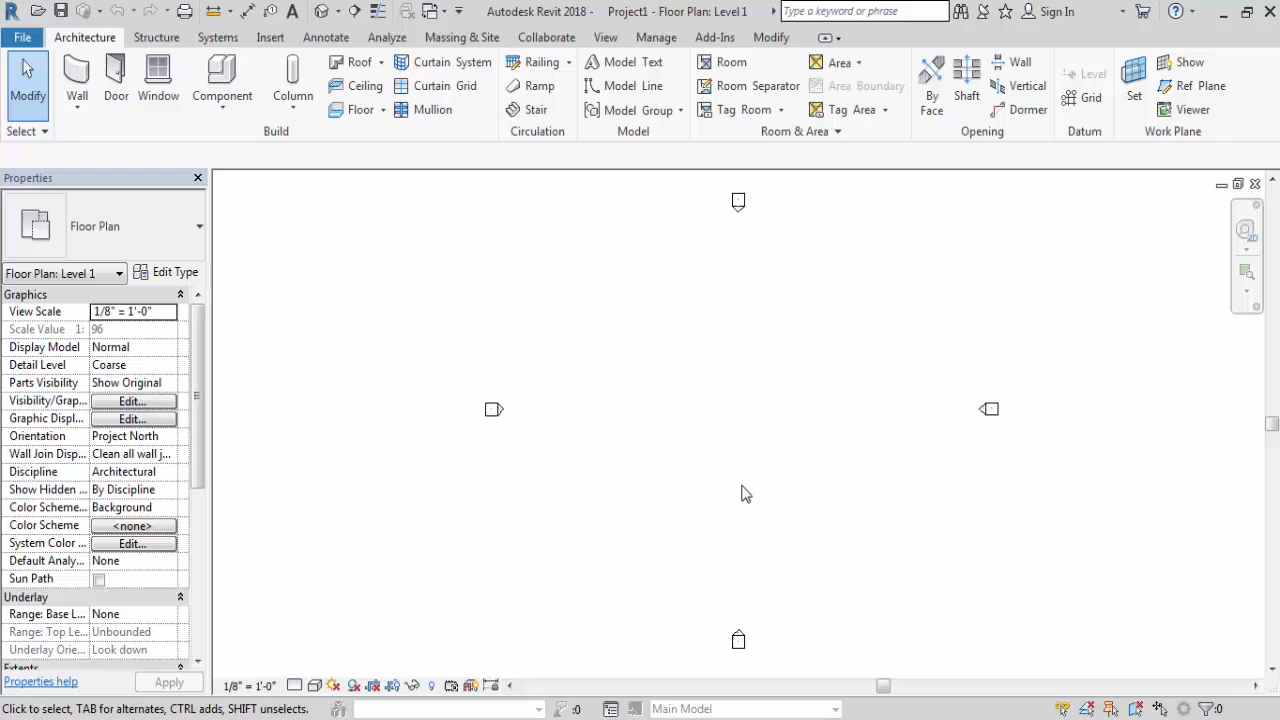 Autodesk Revit 2018 - Project1 - Floor Plan: Level 1 Type a keyword or phrase Sign In
File Architecture Structure Systems Insert Annotate Analyze Massing & Site Collaborate View Manage Add-Ins Modify
Modify Wall Door Window Component Column Roof Curtain System Railing Model Text Room Area By Face Shaft Wall Level Set Show
Ceiling Curtain Grid Ramp Model Line Room Separator Area Boundary Vertical Grid Ref Plane
Floor Mullion Stair Model Group Tag Room Tag Area Dormer Viewer
Select Build Circulation Model Room & Area Opening Datum Work Plane
Properties
Floor Plan
Floor Plan: Level 1 Edit Type
Graphics
View Scale 1/8" = 1'-0"
Scale Value 1: 96
Display Model Normal
Detail Level Coarse
Parts Visibility Show Original
Visibility/Grap... Edit...
Graphic Displ... Edit...
Orientation Project North
Wall Join Disp... Clean all wall j...
Discipline Architectural
Show Hidden ... By Discipline
Color Scheme... Background
Color Scheme <none>
System Color ... Edit...
Default Analy... None
Sun Path
Underlay
Range: Base L... None
Range: Top Le... Unbounded
Underlay Orie... Look down
Extents
Properties help Apply
1/8" = 1'-0"
Click to select, TAB for alternates, CTRL adds, SHIFT unselects. :0 Main Model :0
2D